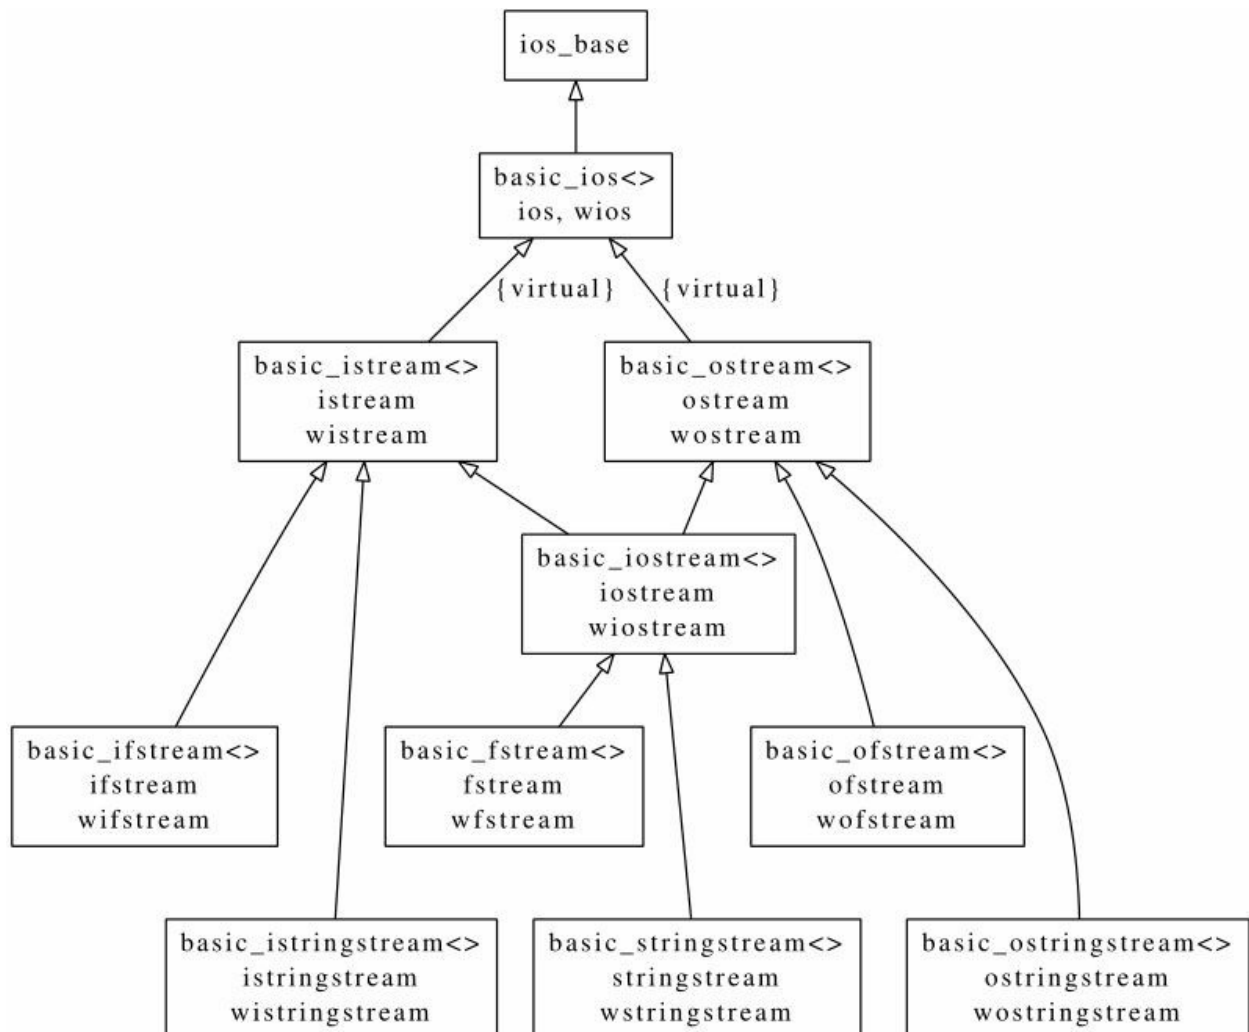 ios_base
basic_ios<>
ios, wios
{virtual}
{virtual}
basic_istream<>
istream
wistream
basic_ostream<>
ostream
wostream
basic_iostream<>
iostream
wiostream
basic_ifstream<>
ifstream
wifstream
basic_fstream<>
fstream
wfstream
basic_ofstream<>
ofstream
wofstream
basic_istringstream<>
istringstream
wistringstream
basic_stringstream<>
stringstream
wstringstream
basic_ostringstream<>
ostringstream
wostringstream